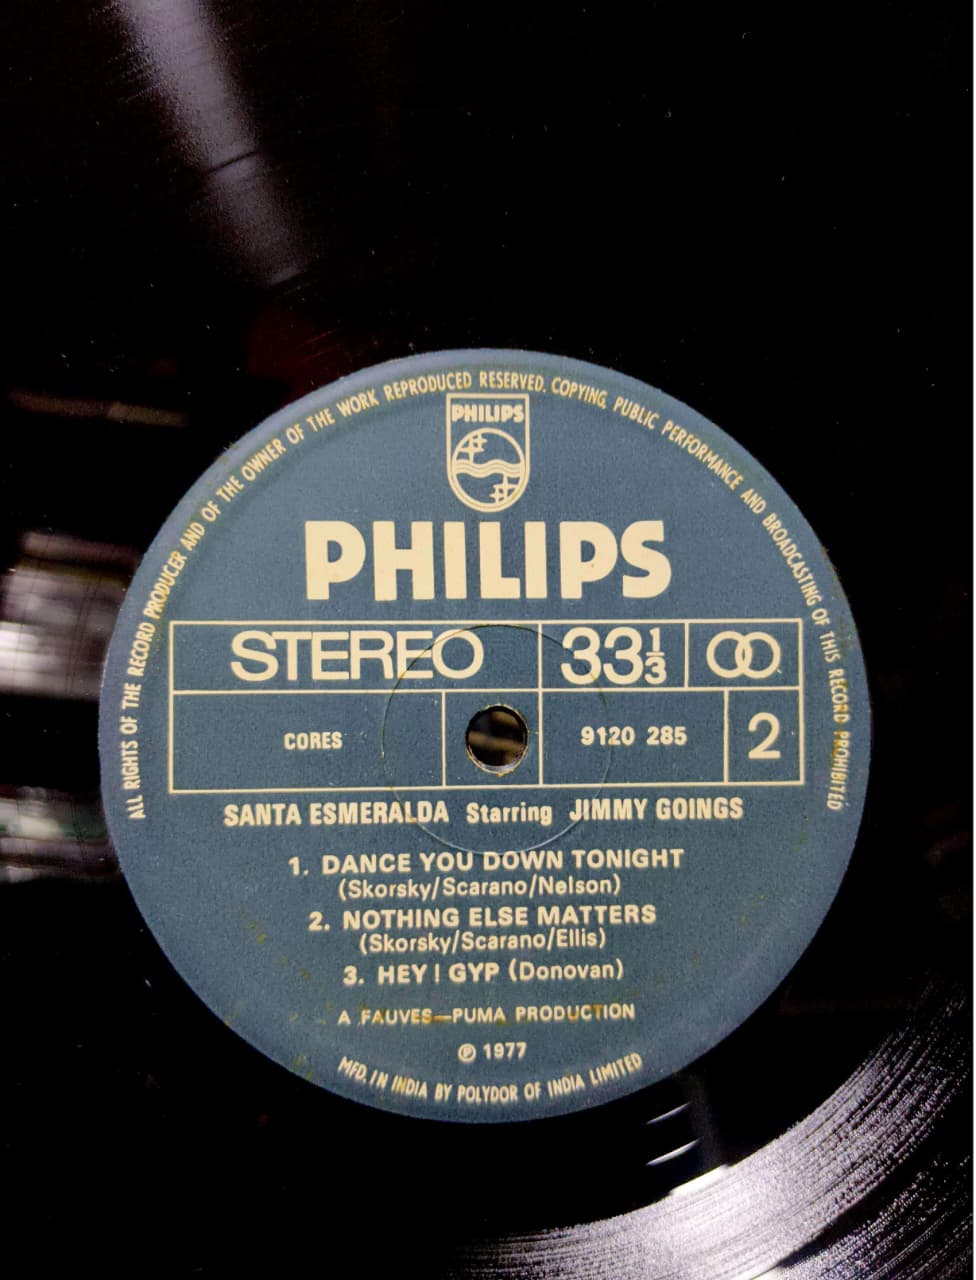 ALL RIGHTS OF THE RECORD PRODUCER AND OF THE OWNER OF THE WORK REPRODUCED RESERVED. COPYING, PUBLIC PERFORMANCE AND BROADCASTING OF THIS RECORD PROHIBITED
PHILIPS
PHILIPS
STEREO 33 1/3
CORES 9120 285 2
SANTA ESMERALDA Starring JIMMY GOINGS
1. DANCE YOU DOWN TONIGHT
(Skorsky/Scarano/Nelson)
2. NOTHING ELSE MATTERS
(Skorsky/Scarano/Ellis)
3. HEY! GYP (Donovan)
A FAUVES—PUMA PRODUCTION
℗ 1977
MFD. IN INDIA BY POLYDOR OF INDIA LIMITED